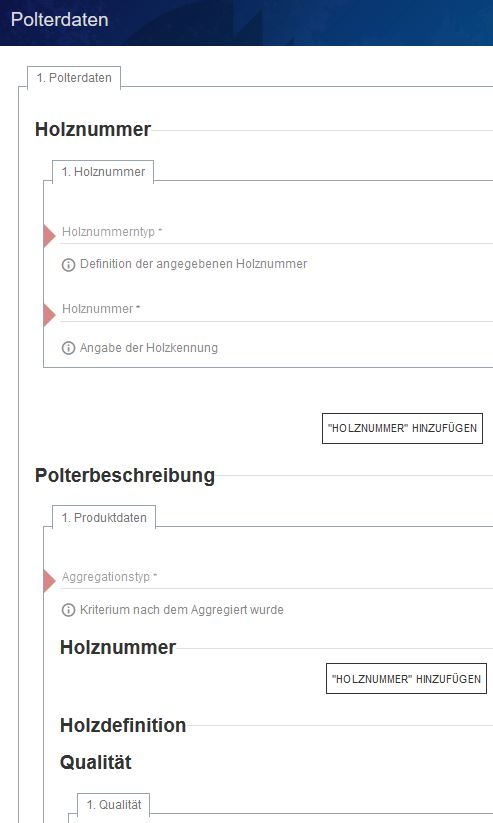 Polterdaten
1. Polterdaten
Holznummer
1. Holznummer
Holznummerntyp *
Definition der angegebenen Holznummer
Holznummer *
Angabe der Holzkennung
"HOLZNUMMER" HINZUFÜGEN
Polterbeschreibung
1. Produktdaten
Aggregationstyp *
Kriterium nach dem Aggregiert wurde
Holznummer
"HOLZNUMMER" HINZUFÜGEN
Holzdefinition
Qualität
1. Qualität